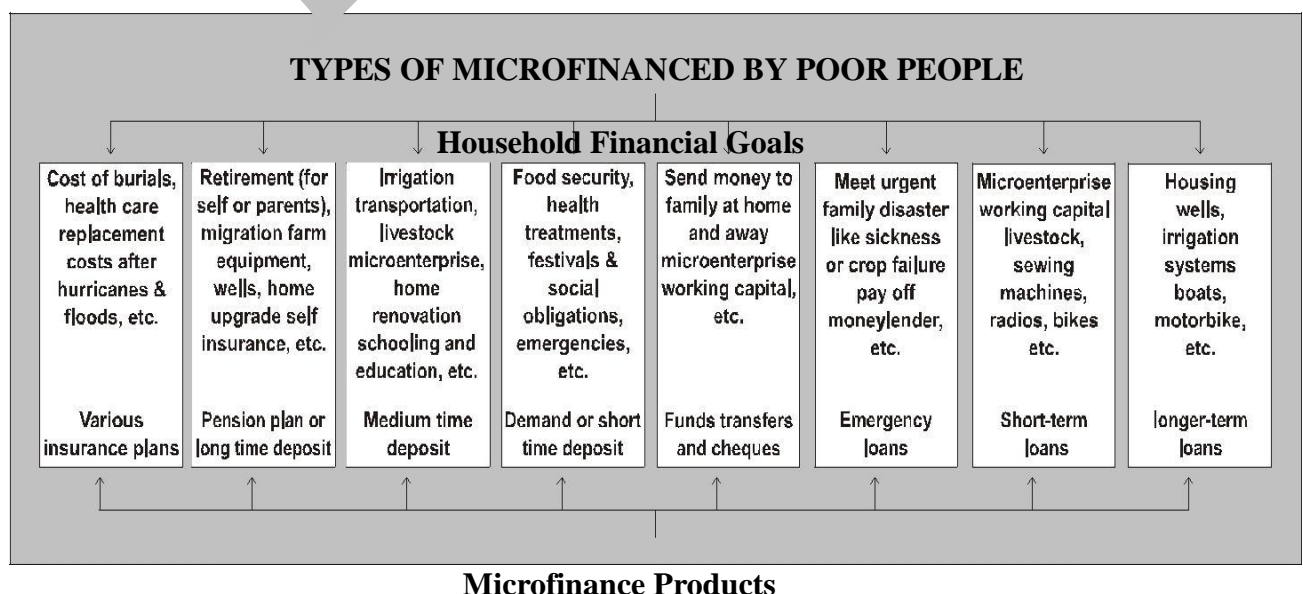 TYPES OF MICROFINANCED BY POOR PEOPLE
Household Financial Goals
Cost of burials,
health care
replacement
costs after
hurricanes &
floods, etc.
Various
insurance plans
Retirement (for
self or parents),
migration farm
equipment,
wells, home
upgrade self
insurance, etc.
Pension plan or
long time deposit
Irrigation
transportation,
livestock
microenterprise,
home
renovation
schooling and
education, etc.
Medium time
deposit
Food security,
health
treatments,
festivals &
social
obligations,
emergencies,
etc.
Demand or short
time deposit
Send money to
family at home
and away
microenterprise
working capital,
etc.
Funds transfers
and cheques
Meet urgent
family disaster
like sickness
or crop failure
pay off
moneylender,
etc.
Emergency
loans
Microenterprise
working capital
livestock,
sewing
machines,
radios, bikes
etc.
Short-term
loans
Housing
wells,
irrigation
systems
boats,
motorbike,
etc.
longer-term
loans
Microfinance Products